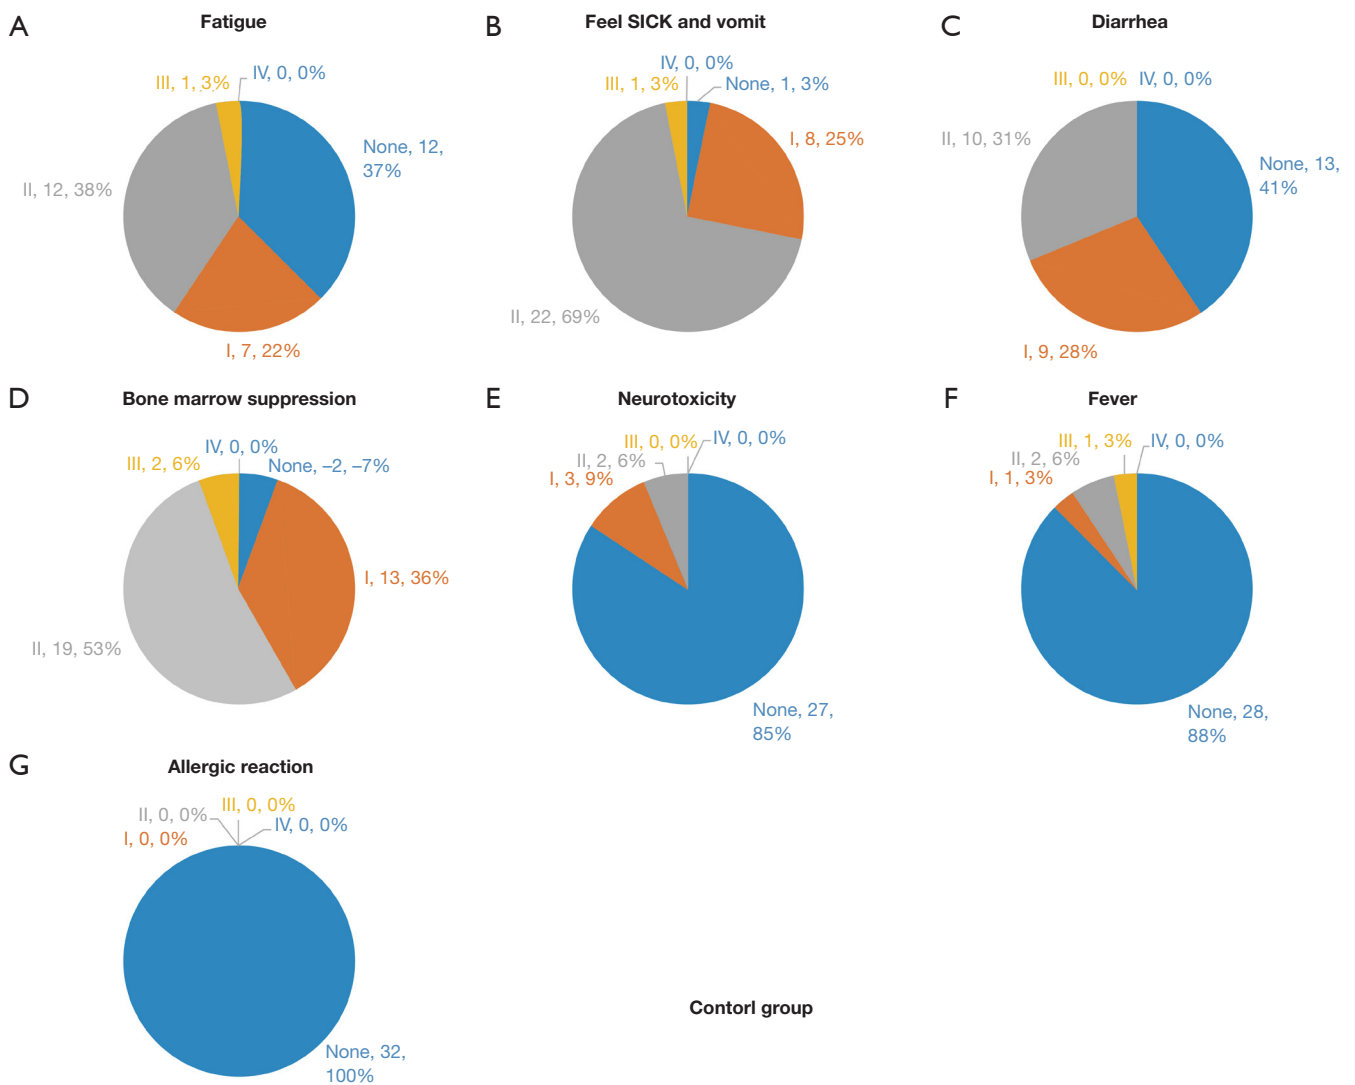 A
Fatigue
III, 1, 3%
IV, 0, 0%
None, 12,
37%
II, 12, 38%
I, 7, 22%
B
Feel SICK and vomit
IV, 0, 0%
III, 1, 3%
None, 1, 3%
I, 8, 25%
II, 22, 69%
C
Diarrhea
III, 0, 0%
IV, 0, 0%
II, 10, 31%
None, 13,
41%
I, 9, 28%
D
Bone marrow suppression
IV, 0, 0%
III, 2, 6%
None, –2, –7%
I, 13, 36%
II, 19, 53%
E
Neurotoxicity
III, 0, 0%
IV, 0, 0%
II, 2, 6%
I, 3, 9%
None, 27,
85%
F
Fever
III, 1, 3%
IV, 0, 0%
II, 2, 6%
I, 1, 3%
None, 28,
88%
G
Allergic reaction
III, 0, 0%
II, 0, 0%
IV, 0, 0%
I, 0, 0%
None, 32,
100%
Contorl group